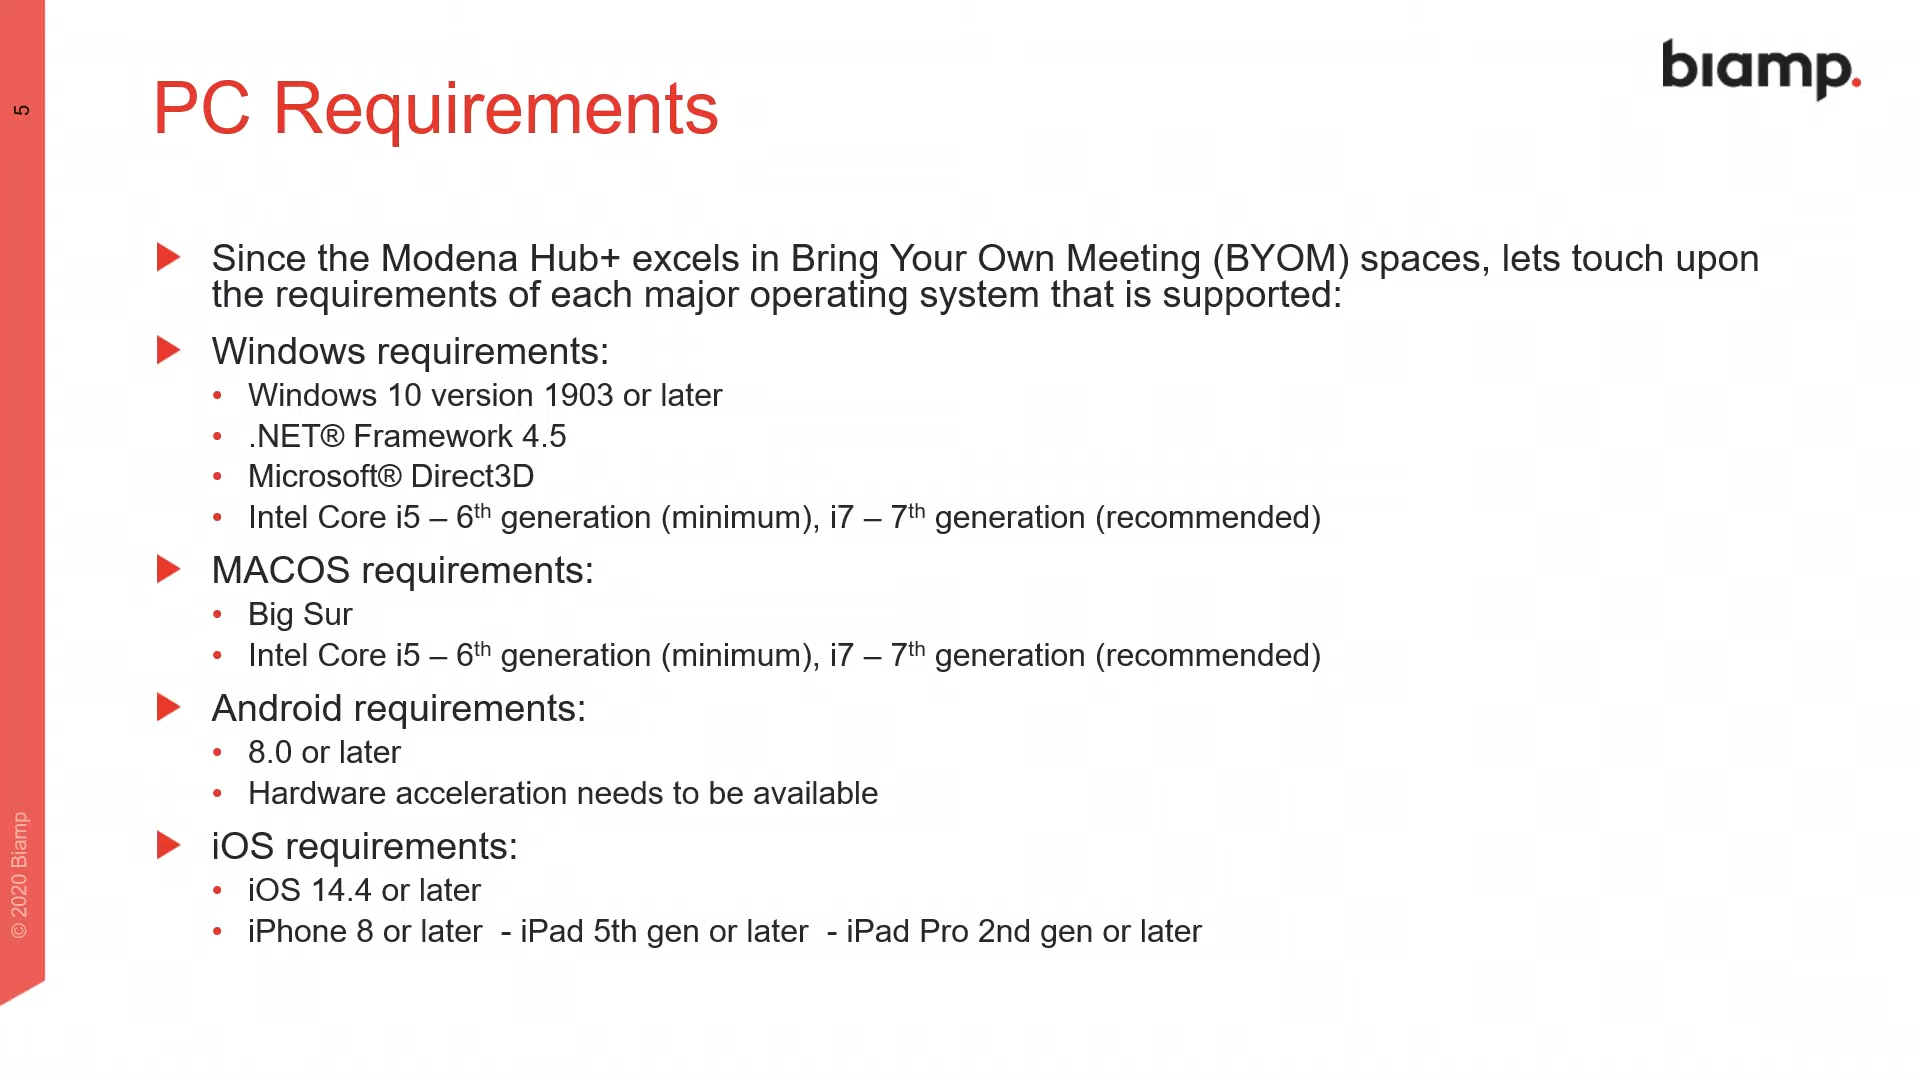 biamp.
5
PC Requirements
Since the Modena Hub+ excels in Bring Your Own Meeting (BYOM) spaces, lets touch upon
the requirements of each major operating system that is supported:
Windows requirements:
• Windows 10 version 1903 or later
• .NET® Framework 4.5
• Microsoft® Direct3D
• Intel Core i5 – 6th generation (minimum), i7 – 7th generation (recommended)
MACOS requirements:
• Big Sur
• Intel Core i5 – 6th generation (minimum), i7 – 7th generation (recommended)
Android requirements:
• 8.0 or later
• Hardware acceleration needs to be available
iOS requirements:
• iOS 14.4 or later
• iPhone 8 or later  - iPad 5th gen or later  - iPad Pro 2nd gen or later
© 2020 Biamp